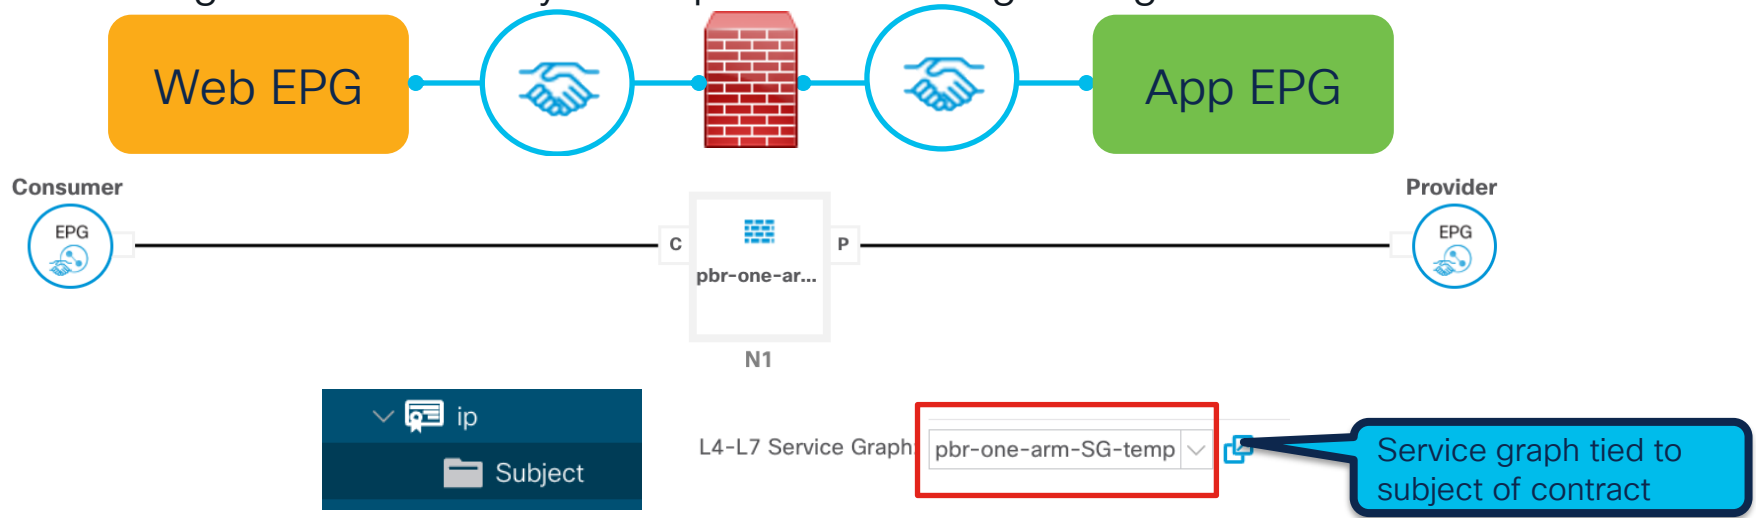 Web EPG
App EPG
Consumer
Provider
EPG
EPG
C
P
pbr-one-ar...
N1
ip
Subject
L4-L7 Service Graph:
pbr-one-arm-SG-temp
Service graph tied to
subject of contract